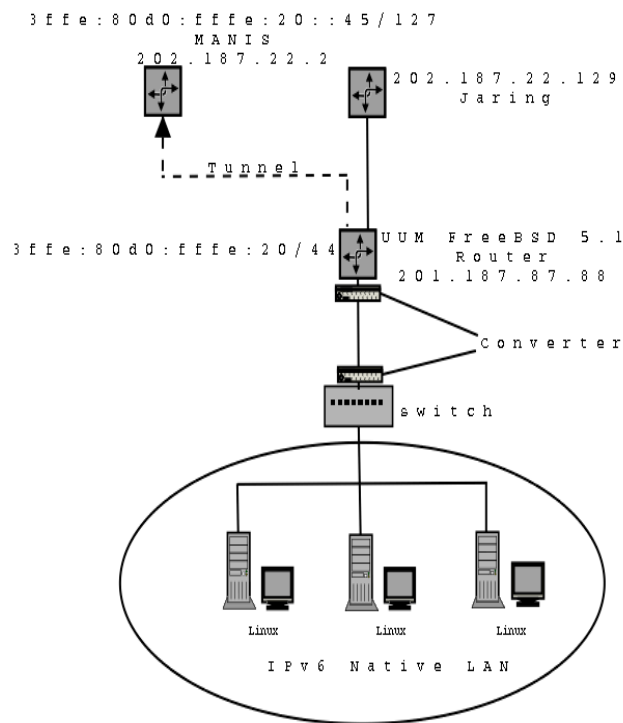 3ffe:80d0:fffe:20::45/127
MANIS
202.187.22.2
202.187.22.129
Jaring
Tunnel
3ffe:80d0:fffe:20/44
UUM FreeBSD 5.1
Router
201.187.87.88
Converter
switch
Linux
Linux
Linux
IPv6 Native LAN